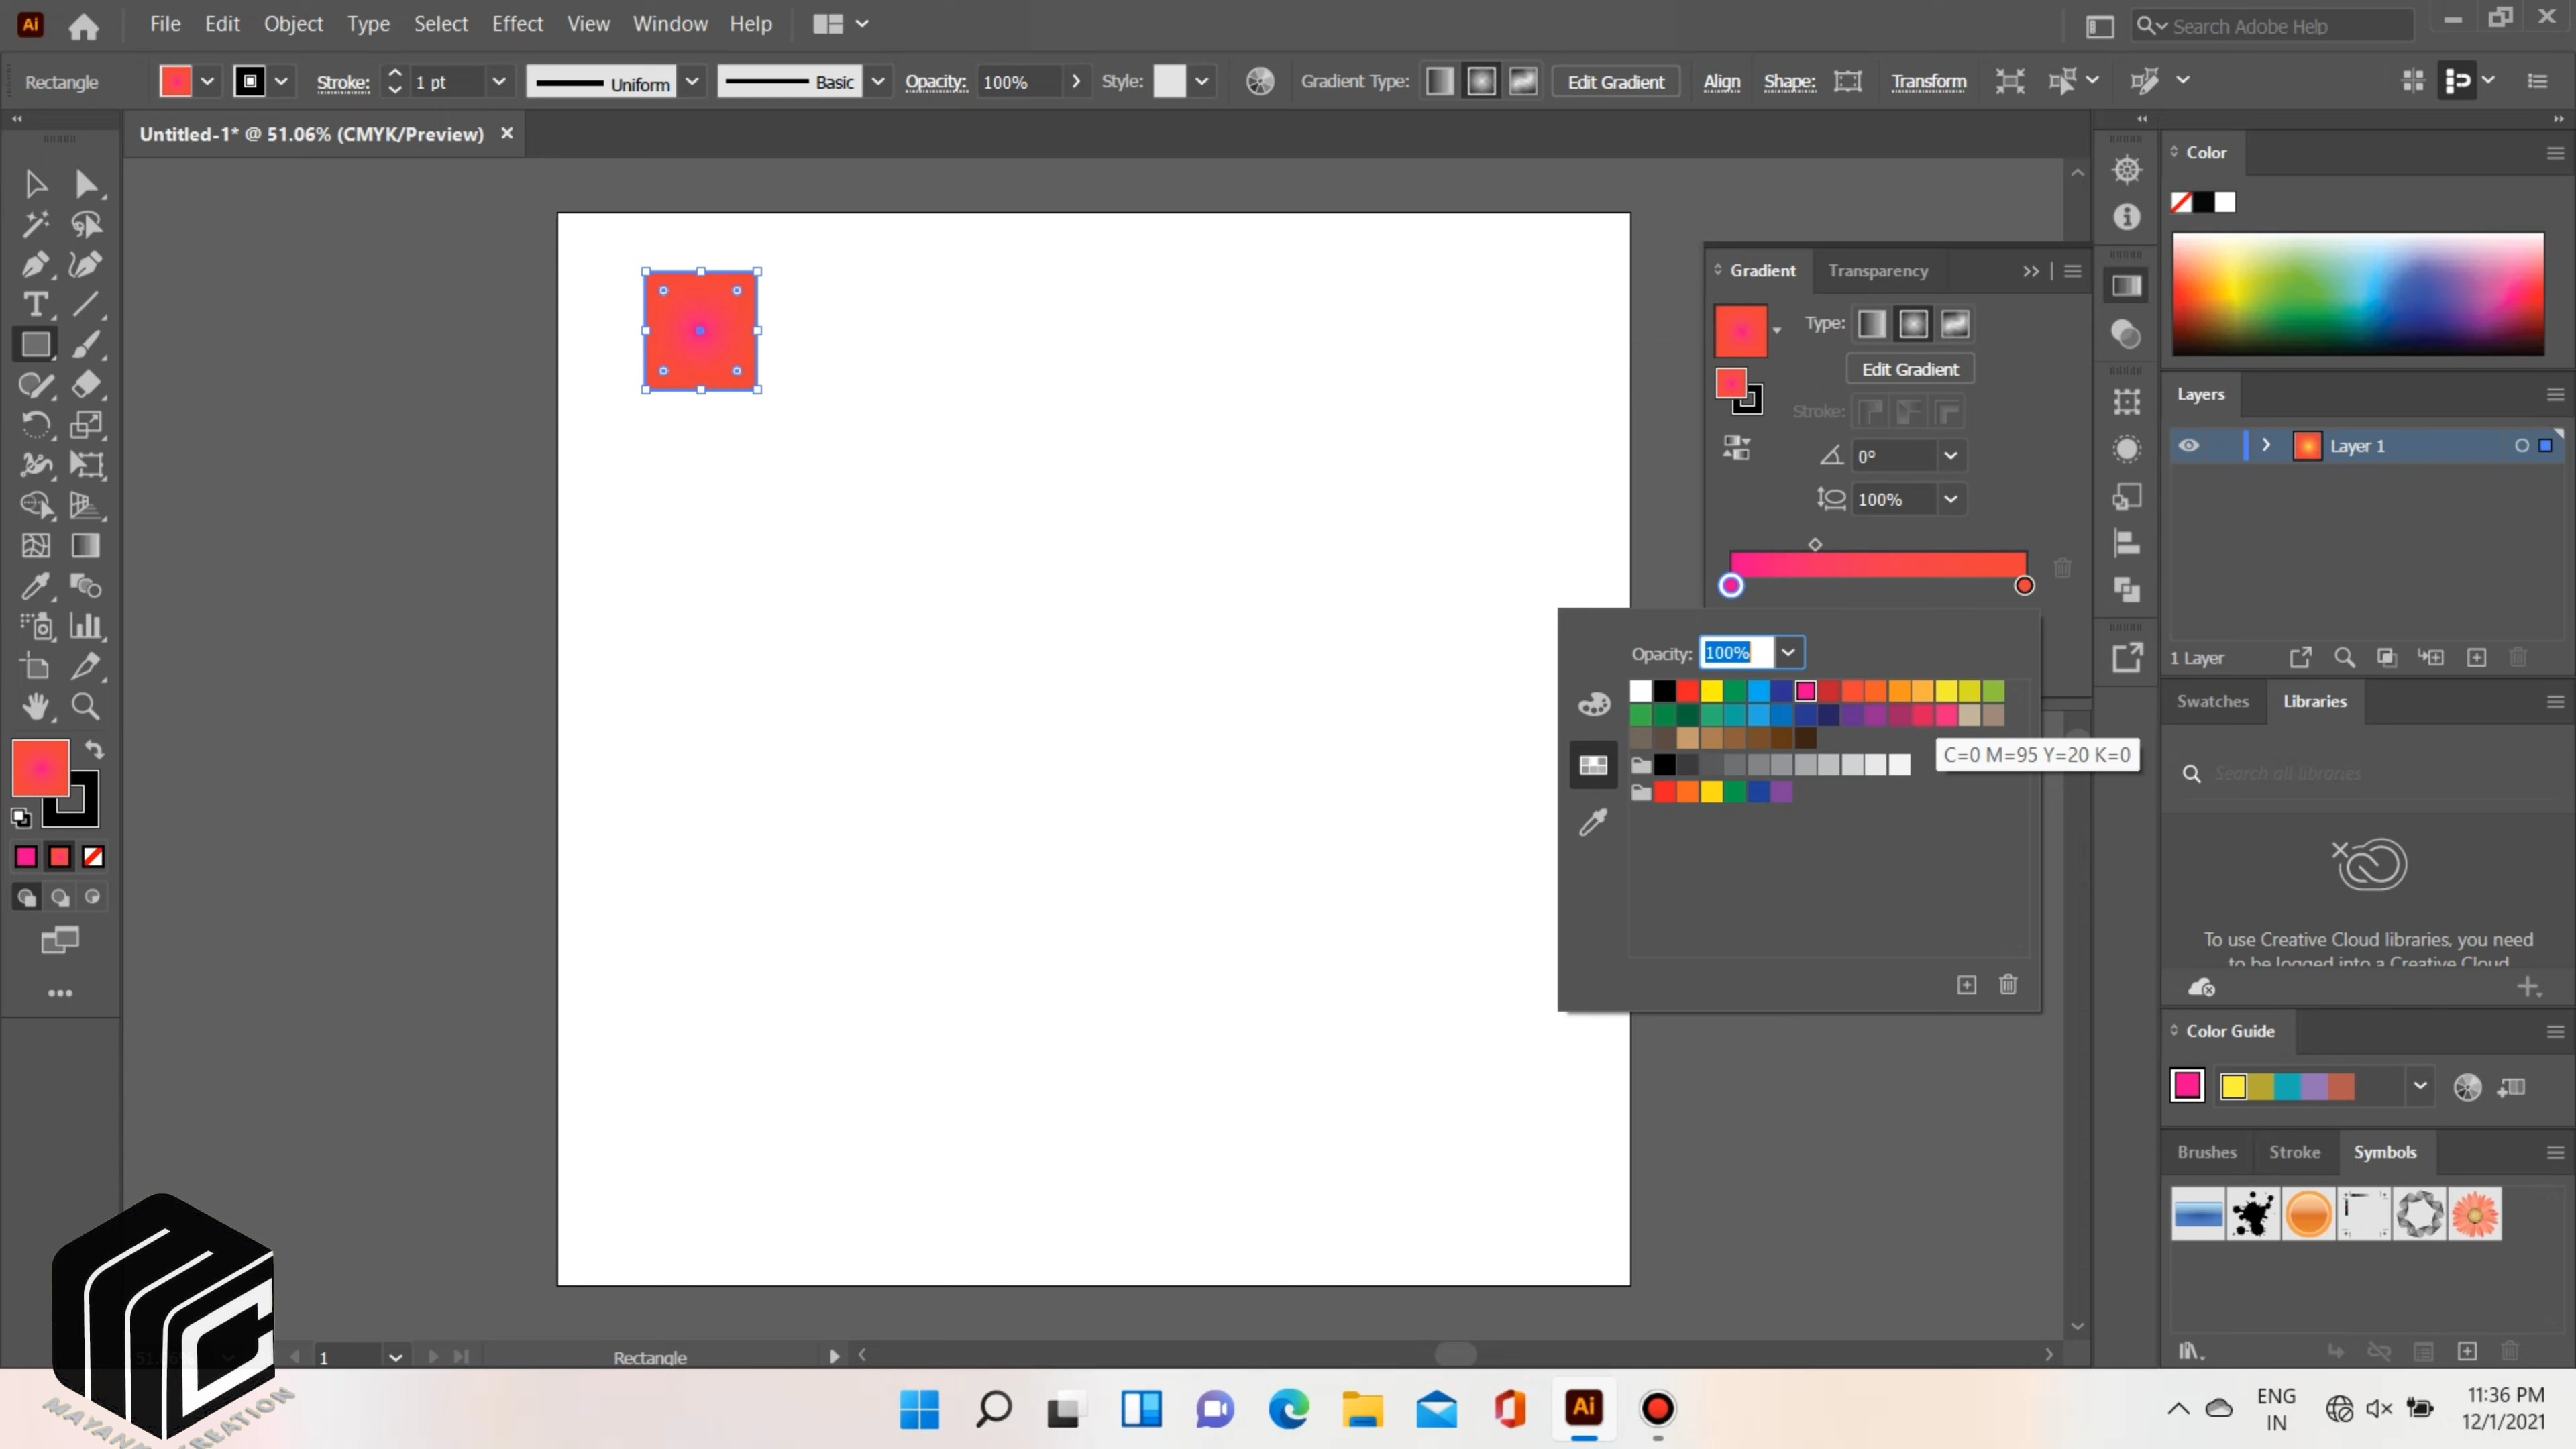 Ai File Edit Object Type Select Effect View Window Help Search Adobe Help
Rectangle Stroke: 1 pt Uniform Basic Opacity: 100% Style: Gradient Type: Edit Gradient Align Shape: Transform
Untitled-1* @ 51.06% (CMYK/Preview)
Color
Gradient Transparency
Type:
Edit Gradient
Stroke:
0°
100%
Layers
Layer 1
1 Layer
Opacity: 100%
C=0 M=95 Y=20 K=0
Swatches Libraries
Search all libraries
To use Creative Cloud libraries, you need
to be logged into a Creative Cloud
Color Guide
Brushes Stroke Symbols
1 Rectangle
MAYANK CREATION
Ai
ENG
IN
11:36 PM
12/1/2021